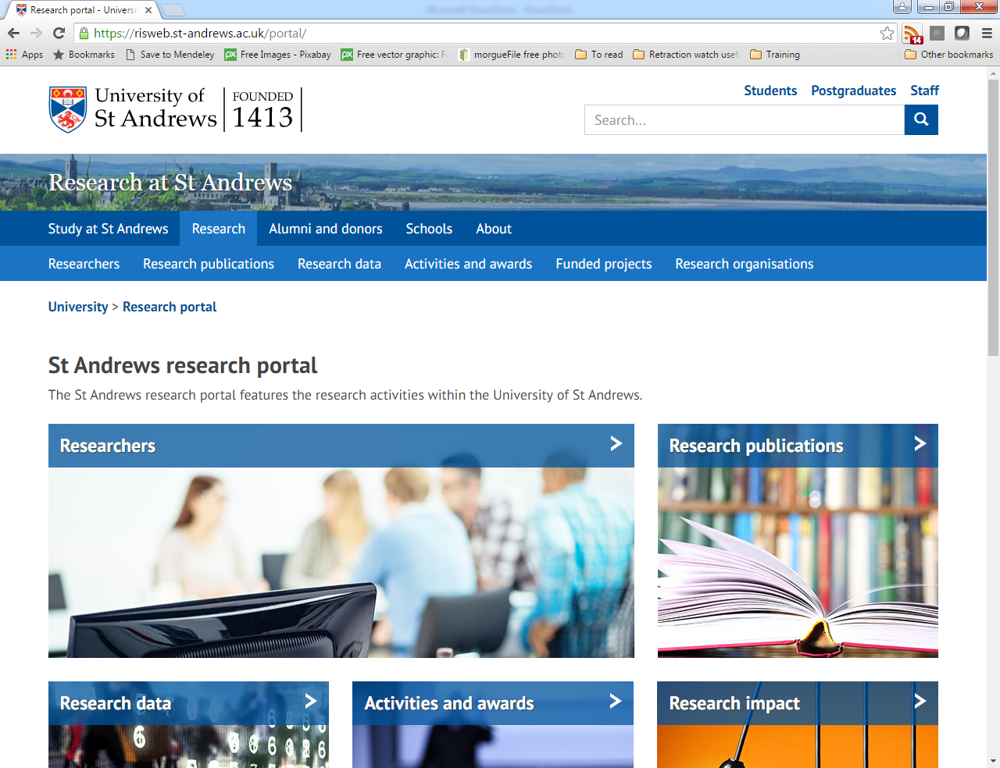 Research portal - Universi
https://risweb.st-andrews.ac.uk/portal/
14
Apps Bookmarks Save to Mendeley Free Images - Pixabay Free vector graphic: F morgueFile free phot To read Retraction watch usef Training Other bookmarks
University of
St Andrews
FOUNDED
1413
Students Postgraduates Staff
Search...
Research at St Andrews
Study at St Andrews Research Alumni and donors Schools About
Researchers Research publications Research data Activities and awards Funded projects Research organisations
University > Research portal
St Andrews research portal
The St Andrews research portal features the research activities within the University of St Andrews.
Researchers
Research publications
Research data
Activities and awards
Research impact